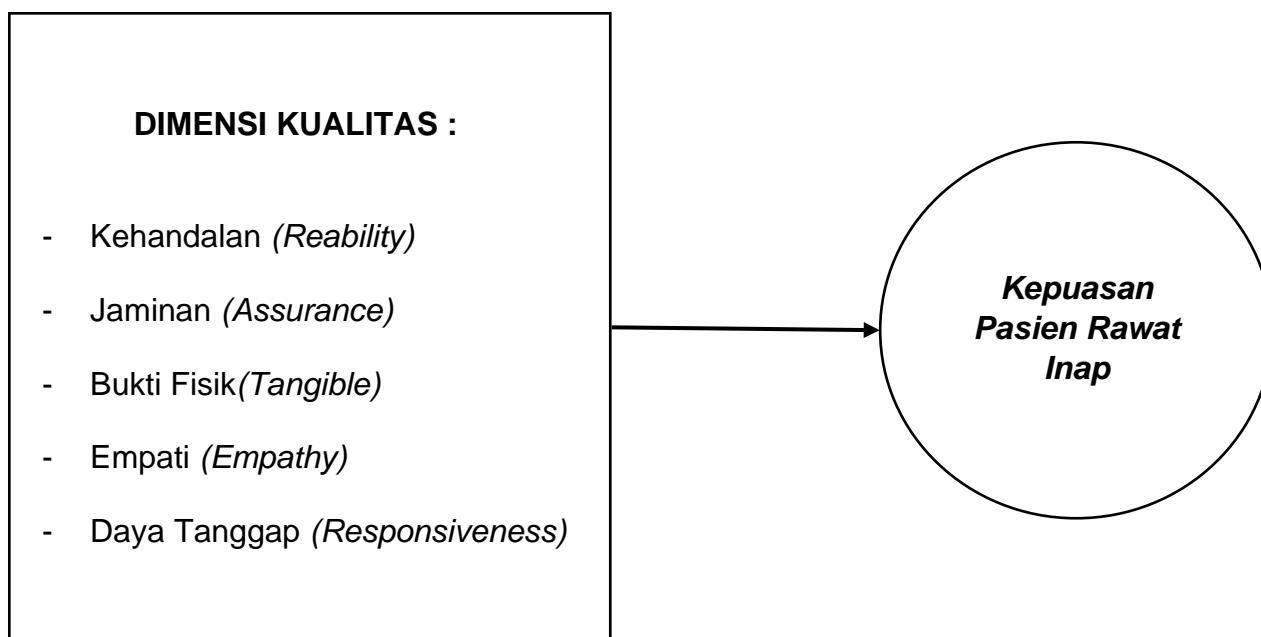 DIMENSI KUALITAS :
- Kehandalan (Reability)
- Jaminan (Assurance)
- Bukti Fisik(Tangible)
- Empati (Empathy)
- Daya Tanggap (Responsiveness)
Kepuasan
Pasien Rawat
Inap